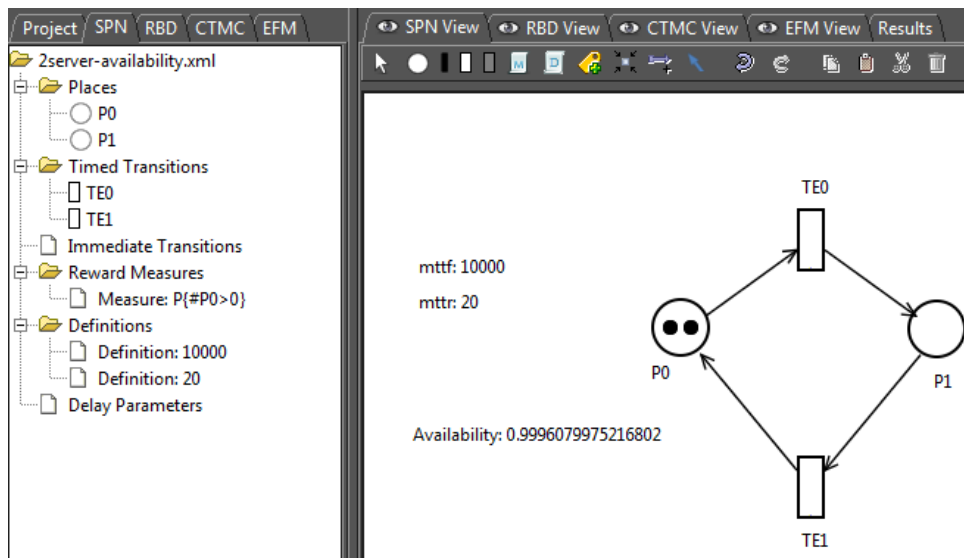 Project SPN RBD CTMC EFM
2server-availability.xml
Places
P0
P1
Timed Transitions
TE0
TE1
Immediate Transitions
Reward Measures
Measure: P{#P0>0}
Definitions
Definition: 10000
Definition: 20
Delay Parameters
SPN View RBD View CTMC View EFM View Results
M D
TE0
mttf: 10000
mttr: 20
P0
P1
Availability: 0.9996079975216802
TE1